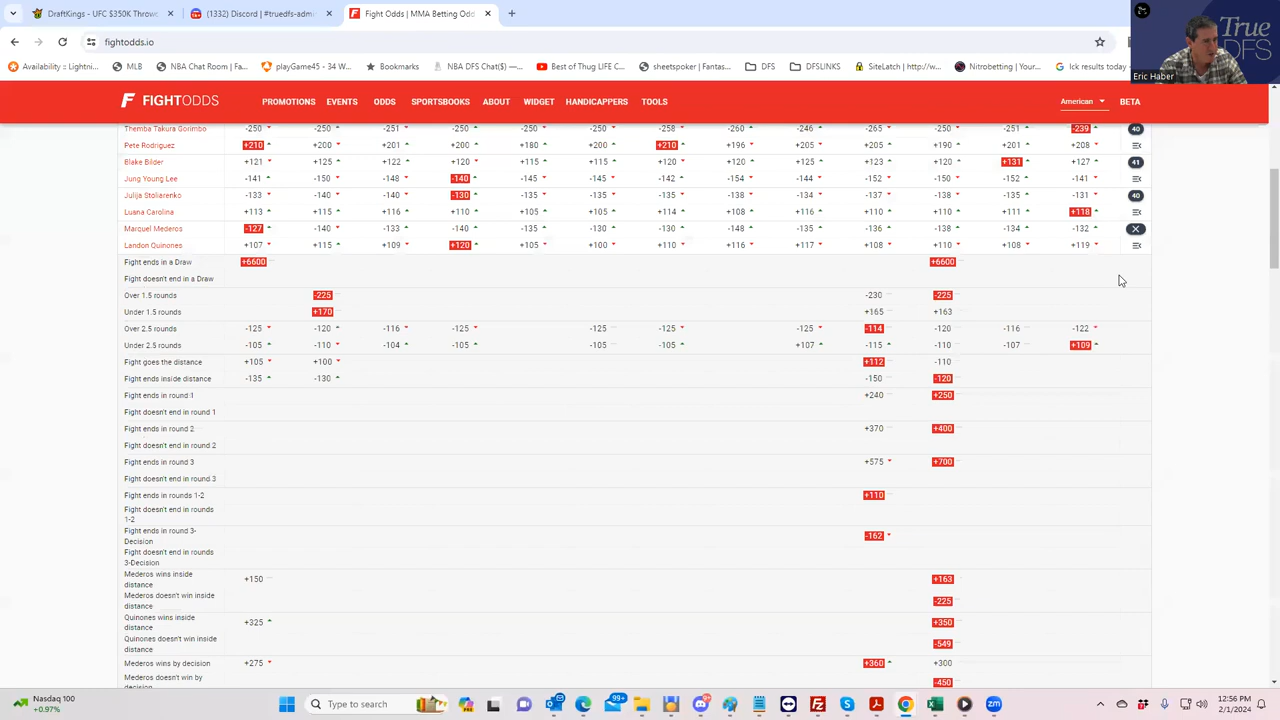 DraftKings - UFC $350K Throw
(1332) Discord | #truedfs-adm
Fight Odds | MMA Betting Odd
fightodds.io
Availability :: Lightni...
MLB
NBA Chat Room | Fa...
playGame45 - 34 W...
Bookmarks
NBA DFS Chat($) —...
Best of Thug LIFE C...
sheetspoker - Fantas...
DFS
DFSLINKS
SiteLatch | http://w...
Nitrobetting | Your...
Ick results today of...
True
DFS
Eric Haber
FIGHTODDS
PROMOTIONS EVENTS ODDS SPORTSBOOKS ABOUT WIDGET HANDICAPPERS TOOLS
American
BETA
Themba Takura Gorimbo -250 -250 -251 -250 -250 -250 -258 -260 -246 -265 -250 -251 -239 40
Pete Rodriguez +210 +200 +201 +200 +180 +200 +210 +196 +205 +205 +190 +201 +208
Blake Bilder +121 +125 +122 +120 +115 +115 +120 +120 +125 +123 +120 +131 +127 41
Jung Young Lee -141 -150 -148 -140 -145 -145 -142 -154 -144 -152 -150 -152 -151
Julija Stoliarenko -133 -140 -140 -130 -135 -135 -135 -138 -134 -137 -138 -135 -131 40
Luana Carolina +113 +115 +116 +110 +105 +105 +114 +108 +116 +110 +110 +111 +118
Marquel Mederos -127 -140 -133 -140 -135 -130 -130 -148 -135 -136 -138 -134 -132
Landon Quinones +107 +115 +109 +120 +105 +100 +110 +116 +117 +108 +110 +108 +119
Fight ends in a Draw +6600 +6600
Fight doesn't end in a Draw
Over 1.5 rounds -225 -230 -225
Under 1.5 rounds +170 +165 +163
Over 2.5 rounds -125 -120 -116 -125 -125 -125 -125 -114 -120 -116 -122
Under 2.5 rounds -105 -110 -104 -105 -105 -105 +107 -115 -110 -107 +109
Fight goes the distance +105 +100 +112 -110
Fight ends inside distance -135 -130 -150 -120
Fight ends in round 1 +240 +250
Fight doesn't end in round 1
Fight ends in round 2 +370 +400
Fight doesn't end in round 2
Fight ends in round 3 +575 +700
Fight doesn't end in round 3
Fight ends in rounds 1-2 +110
Fight doesn't end in rounds
1-2
Fight ends in round 3-
Decision -162
Fight doesn't end in rounds
3-Decision
Mederos wins inside
distance +150 +163
Mederos doesn't win inside
distance -225
Quinones wins inside
distance +325 +350
Quinones doesn't win inside
distance -549
Mederos wins by decision +275 +360 +300
Mederos doesn't win by
decision -450
Nasdaq 100
+0.97%
Type here to search
99+
12:56 PM
2/1/2024